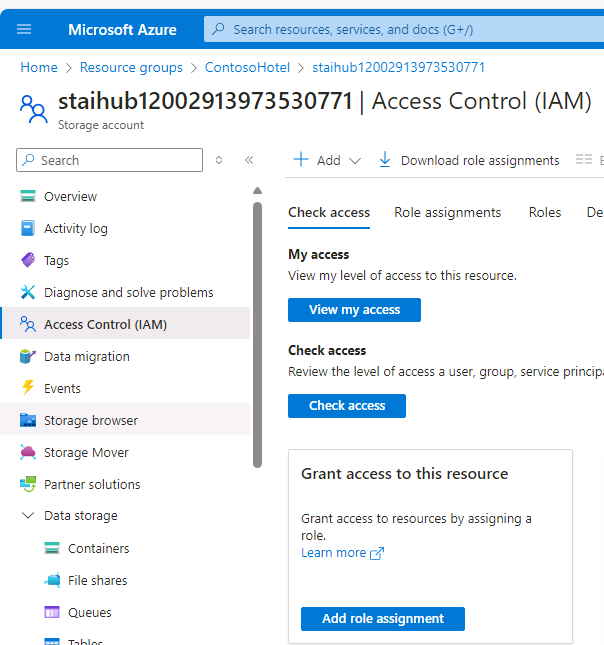 Microsoft Azure
Search resources, services, and docs (G+/)
Home > Resource groups > ContosoHotel > staihub12002913973530771
staihub12002913973530771 | Access Control (IAM)
Storage account
Search
Add
Download role assignments
Overview
Activity log
Tags
Diagnose and solve problems
Access Control (IAM)
Data migration
Events
Storage browser
Storage Mover
Partner solutions
Data storage
Containers
File shares
Queues
Tables
Check access Role assignments Roles De
My access
View my level of access to this resource.
View my access
Check access
Review the level of access a user, group, service principa
Check access
Grant access to this resource
Grant access to resources by assigning a
role.
Learn more
Add role assignment